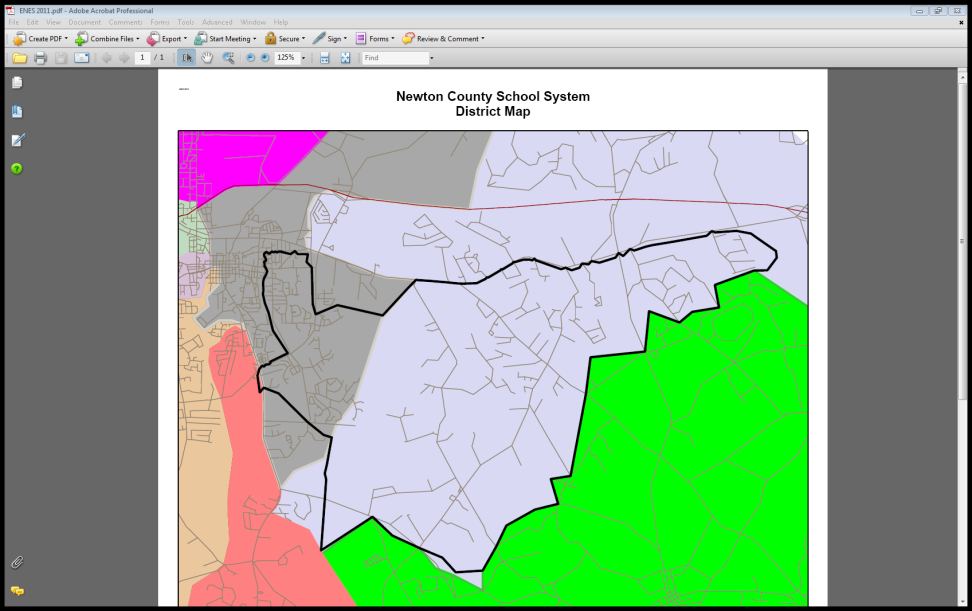 ENES 2011.pdf - Adobe Acrobat Professional
File Edit View Document Comments Forms Tools Advanced Window Help
Create PDF Combine Files Export Start Meeting Secure Sign Forms Review & Comment
1 / 1 125% Find
Newton County School System
District Map